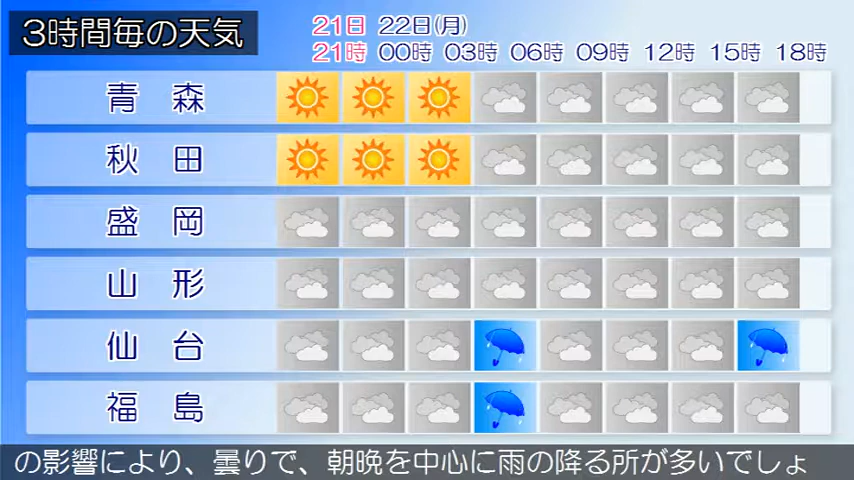 3時間毎の天気
21日 22日(月)
21時 00時 03時 06時 09時 12時 15時 18時
青森
秋田
盛岡
山形
仙台
福島
の影響により、曇りで、朝晩を中心に雨の降る所が多いでしょ